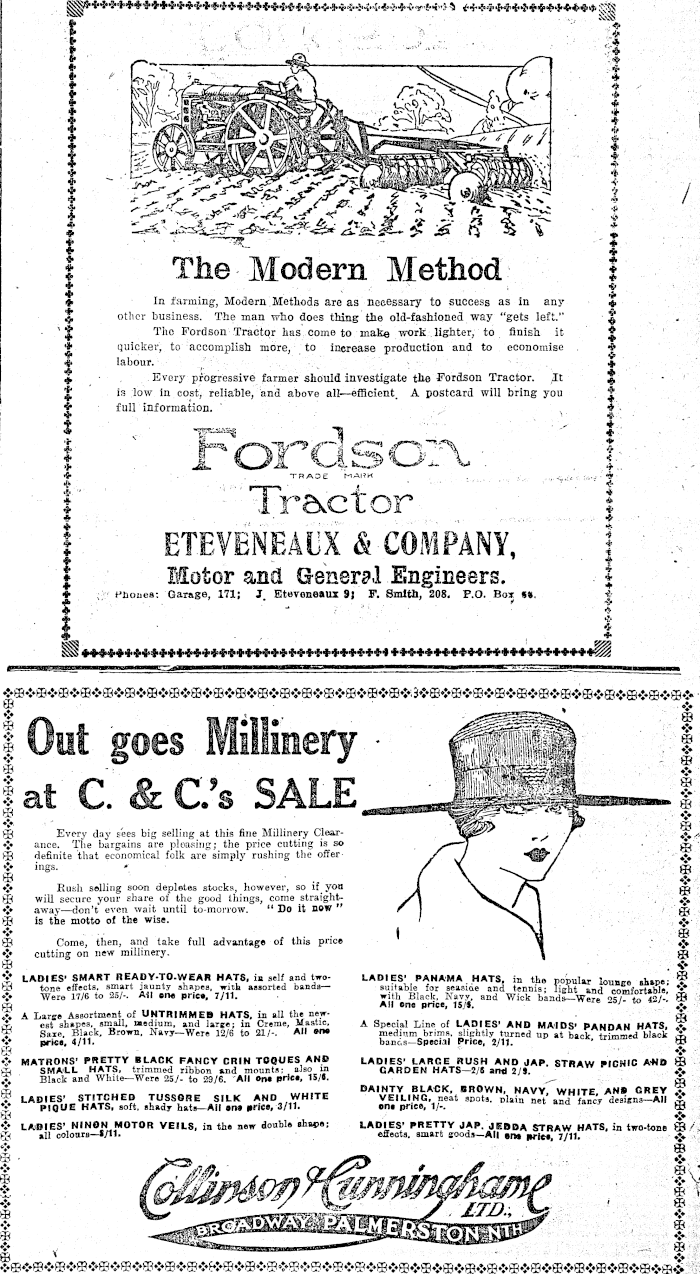 The Modern Method
In farming, Modern Methods are as necessary to success as in any
other business. The man who does thing the old-fashioned way "gets left."
The Fordson Tractor has come to make work lighter, to finish it
quicker, to accomplish more, to increase production and to economise
labour.
Every progressive farmer should investigate the Fordson Tractor. It
is low in cost, reliable, and above all—efficient. A postcard will bring you
full information.
Fordson
TRADE MARK
Tractor
ETEVENEAUX & COMPANY,
Motor and General Engineers.
Phones: Garage, 171; J. Eteveneaux 9; F. Smith, 208. P.O. Box
Out goes Millinery
at C. & C.'s SALE
Every day sees big selling at this fine Millinery Clear-
ance. The bargains are pleasing; the price cutting is so
definite that economical folk are simply rushing the offer-
ings.
Rush selling soon depletes stocks, however, so if you
will secure your share of the good things, come straight-
away—don't even wait until to-morrow. "Do it now"
is the motto of the wise.
Come, then, and take full advantage of this price
cutting on new millinery.
LADIES' SMART READY-TO-WEAR HATS, in self and two-
tone effects, smart jaunty shapes, with assorted bands—
Were 17/6 to 25/-. All one price, 7/11.
A Large Assortment of UNTRIMMED HATS, in all the new-
est shapes, small, medium, and large; in Creme, Mastic,
Saxe, Black, Brown, Navy—Were 12/6 to 21/-. All one
price, 4/11.
MATRONS' PRETTY BLACK FANCY CRIN TOQUES AND
SMALL HATS, trimmed ribbon and mounts; also in
Black and White—Were 25/- to 29/6. All one price, 15/6.
LADIES' STITCHED TUSSORE SILK AND WHITE
PIQUE HATS, soft, shady hats—All one price, 3/11.
LADIES' NINON MOTOR VEILS, in the new double shape;
all colours—
LADIES' PANAMA HATS, in the popular lounge shape;
suitable for seaside and tennis; light and comfortable,
with Black, Navy, and Wick bands—Were 25/- to 42/-.
All one price, 15/6.
A Special Line of LADIES' AND MAIDS' PANDAN HATS,
medium brims, slightly turned up at back, trimmed black
bands—Special Price, 2/11.
LADIES' LARGE RUSH AND JAP. STRAW PICNIC AND
GARDEN HATS—2/6 and 2/9.
DAINTY BLACK, BROWN, NAVY, WHITE, AND GREY
VEILING, neat spots, plain net and fancy designs—All
one price, 1/-.
LADIES' PRETTY JAP. JEDDA STRAW HATS, in two-tone
effects, smart goods—All one price, 7/11.
Collinson & Cunninghame
LTD.,
BROADWAY, PALMERSTON NTH